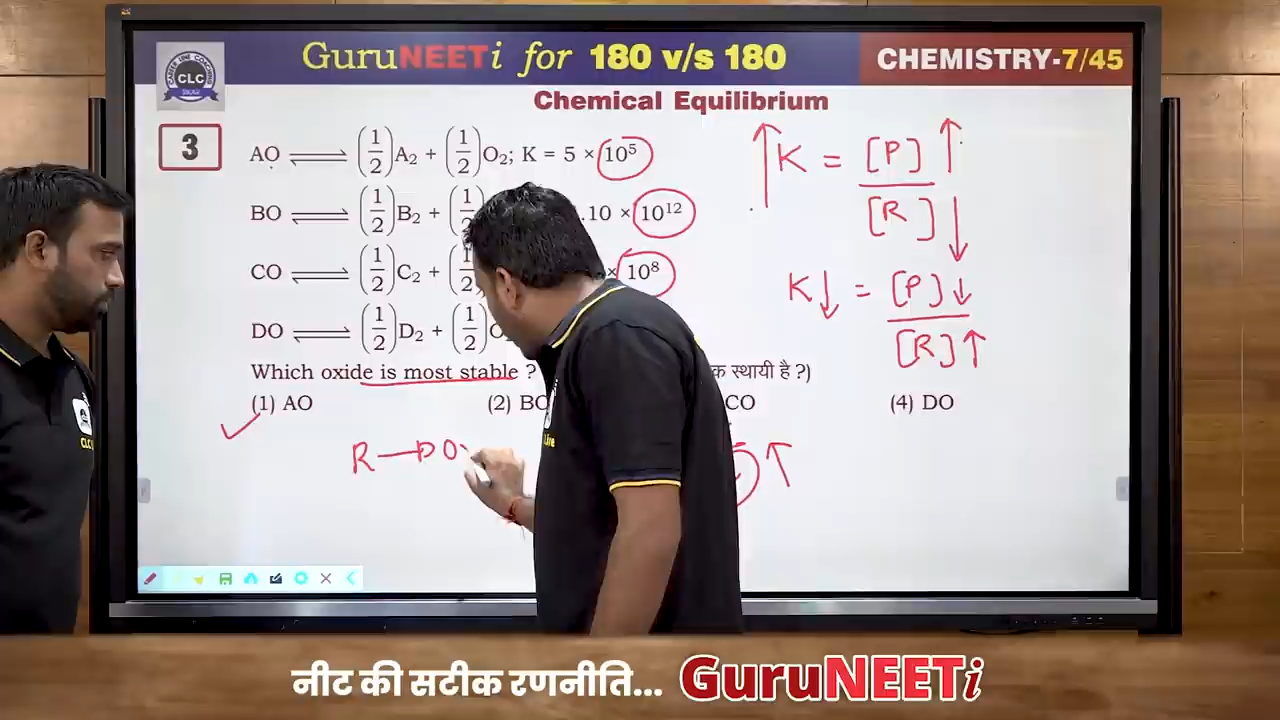 GuruNEETi for 180 v/s 180
CHEMISTRY-7/45
CLC
Chemical Equilibrium
3
AO ⇌ (1/2)A₂ + (1/2)O₂; K = 5 × 10⁵
BO ⇌ (1/2)B₂ + (1/2) .10 × 10¹²
CO ⇌ (1/2)C₂ + (1/2) × 10⁸
DO ⇌ (1/2)D₂ + (1/2)O
Which oxide is most stable ? स्थायी है ?)
(1) AO (2) BO CO (4) DO
↑K = [P]↑ / [R]↓
K↓ = [P]↓ / [R]↑
नीट की सटीक रणनीति... GuruNEETi